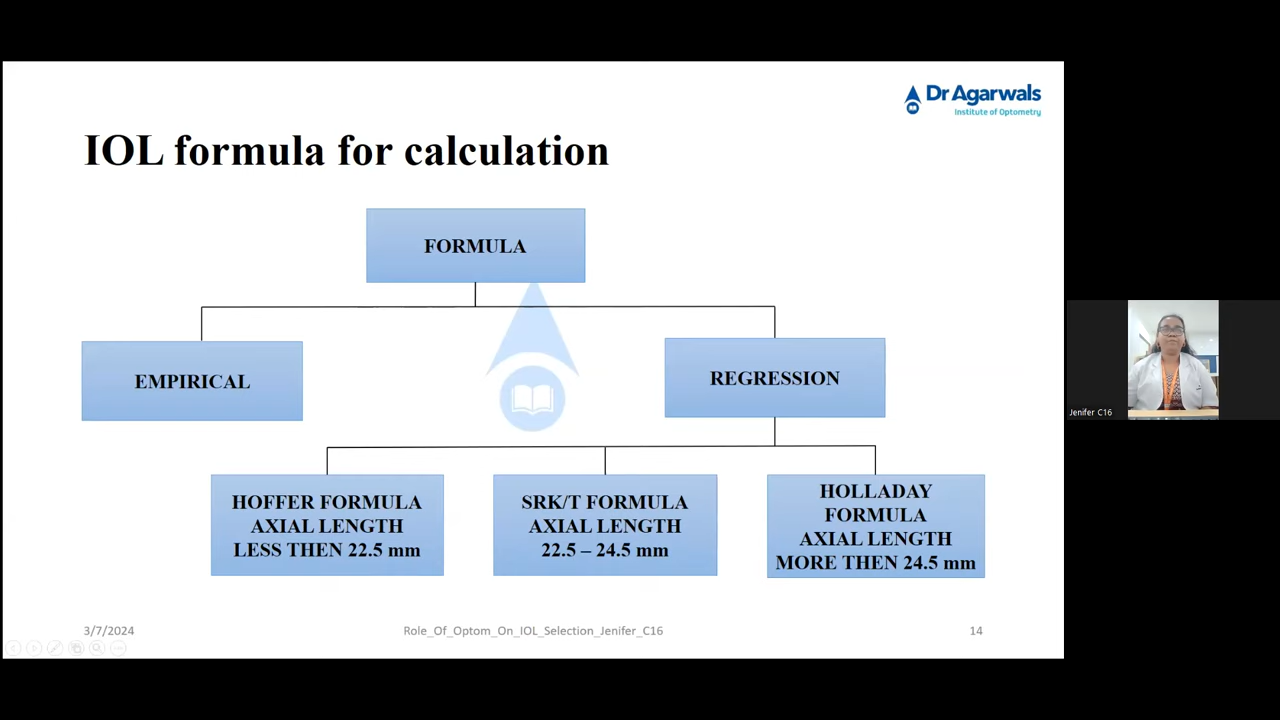 Dr Agarwals
Institute of Optometry
IOL formula for calculation
FORMULA
EMPIRICAL
REGRESSION
HOFFER FORMULA
AXIAL LENGTH
LESS THEN 22.5 mm
SRK/T FORMULA
AXIAL LENGTH
22.5 – 24.5 mm
HOLLADAY
FORMULA
AXIAL LENGTH
MORE THEN 24.5 mm
Jenifer C16
3/7/2024
Role_Of_Optom_On_IOL_Selection_Jenifer_C16
14